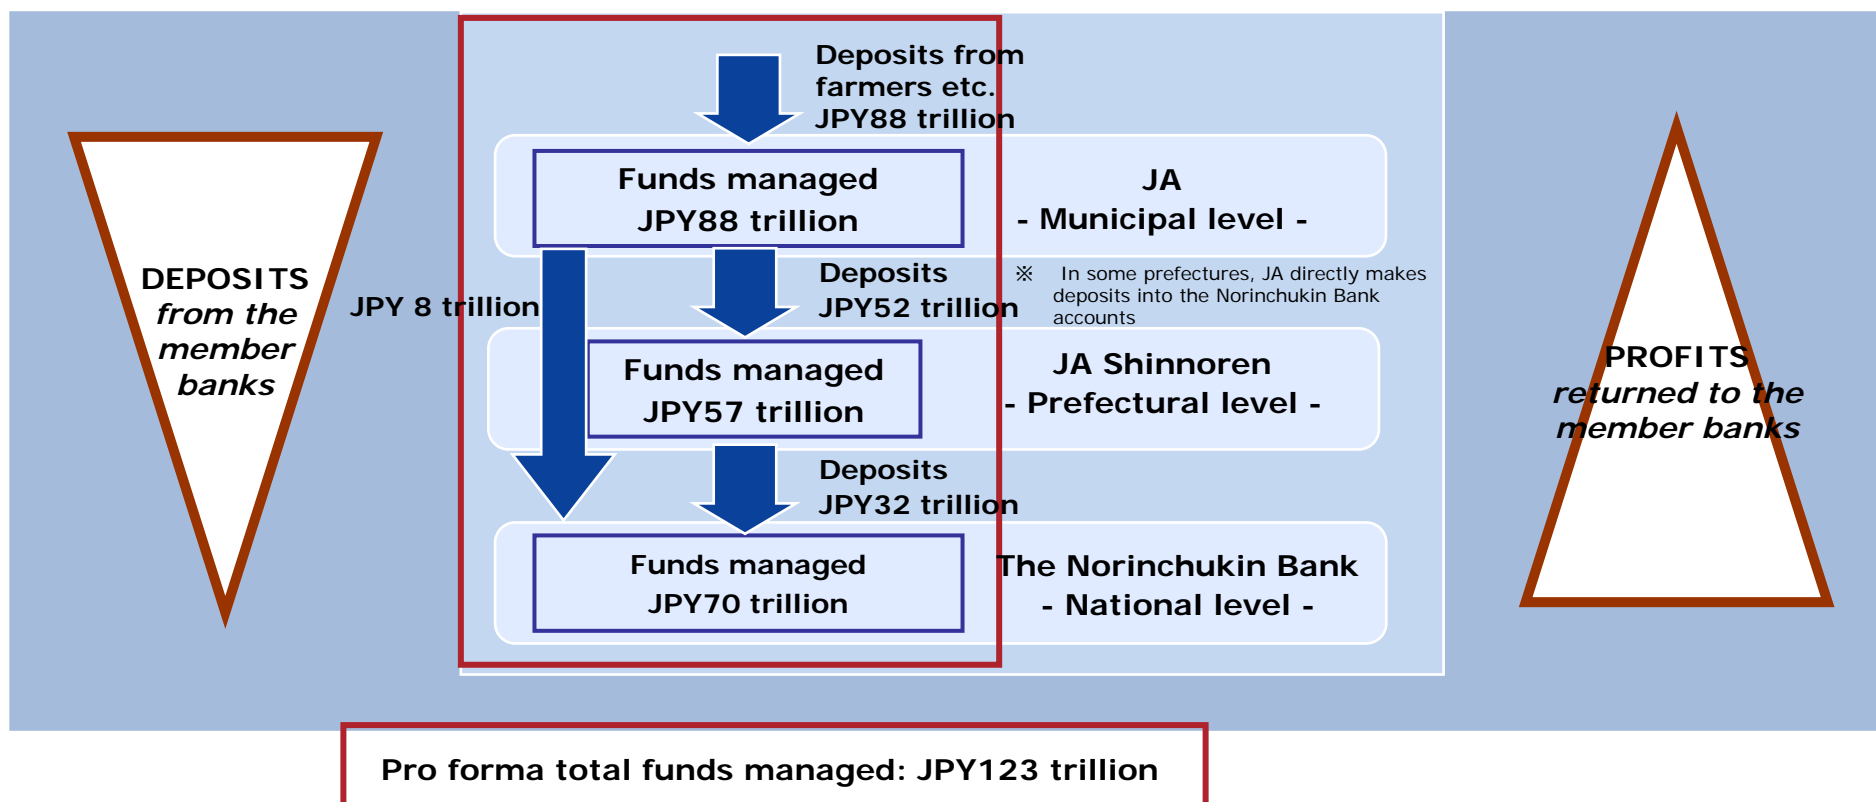 Deposits from
farmers etc.
JPY88 trillion
Funds managed
JPY88 trillion
JA
- Municipal level -
DEPOSITS
from the
member
banks
JPY 8 trillion
Deposits
JPY52 trillion
※ In some prefectures, JA directly makes
deposits into the Norinchukin Bank
accounts
Funds managed
JPY57 trillion
JA Shinnoren
- Prefectural level -
PROFITS
returned to the
member banks
Deposits
JPY32 trillion
Funds managed
JPY70 trillion
The Norinchukin Bank
- National level -
Pro forma total funds managed: JPY123 trillion